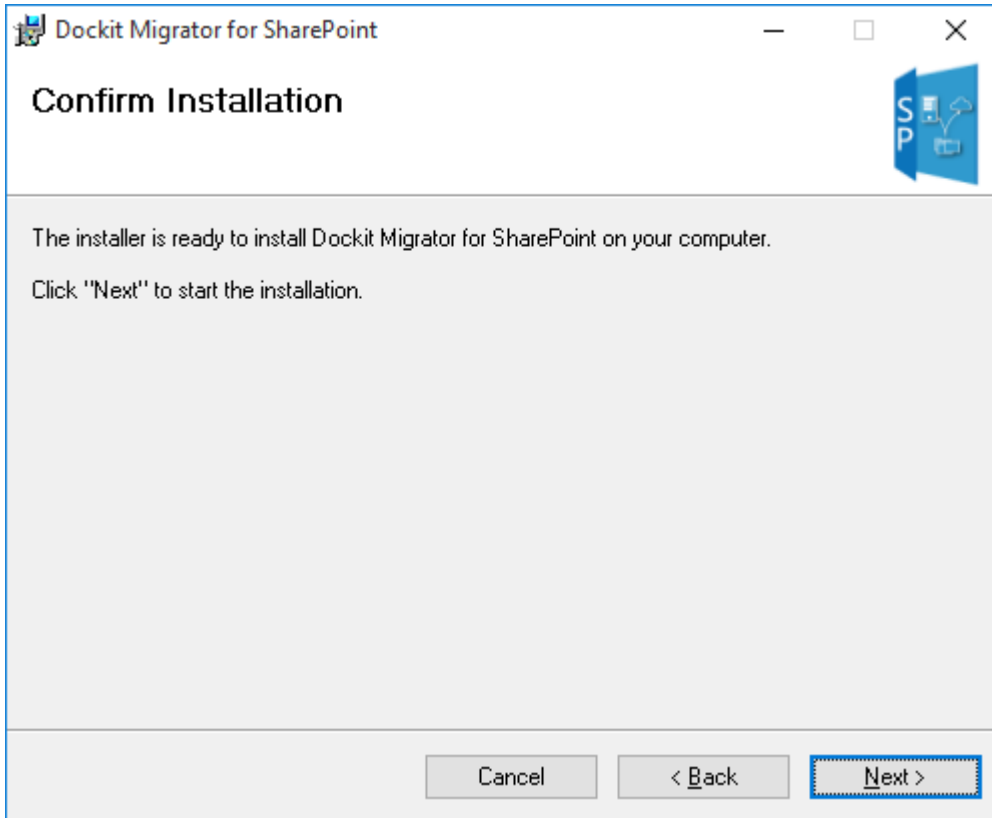 Dockit Migrator for SharePoint
Confirm Installation
S
P
The installer is ready to install Dockit Migrator for SharePoint on your computer.
Click "Next" to start the installation.
Cancel
< Back
Next >